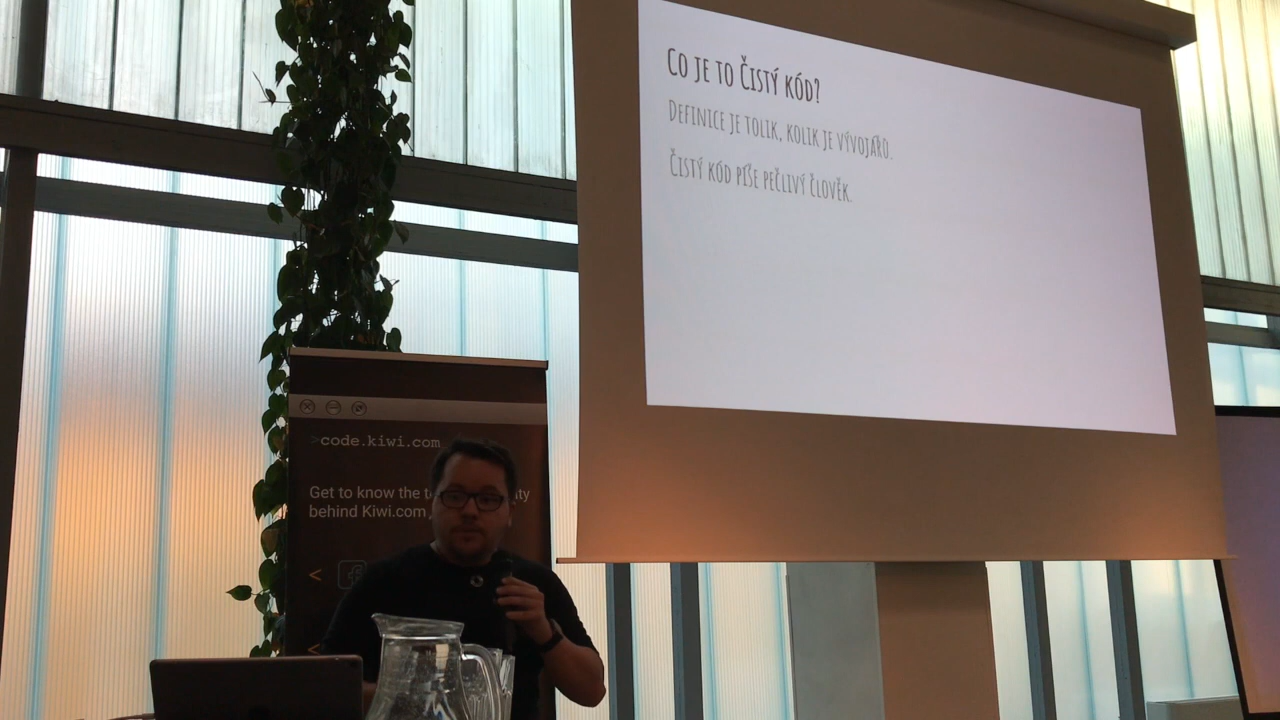 Co je to Čistý kód?
Definice je tolik, kolik je vývojářů.
Čistý kód píše pečlivý člověk.
>code.kiwi.com
Get to know the
behind Kiwi.com
<
<